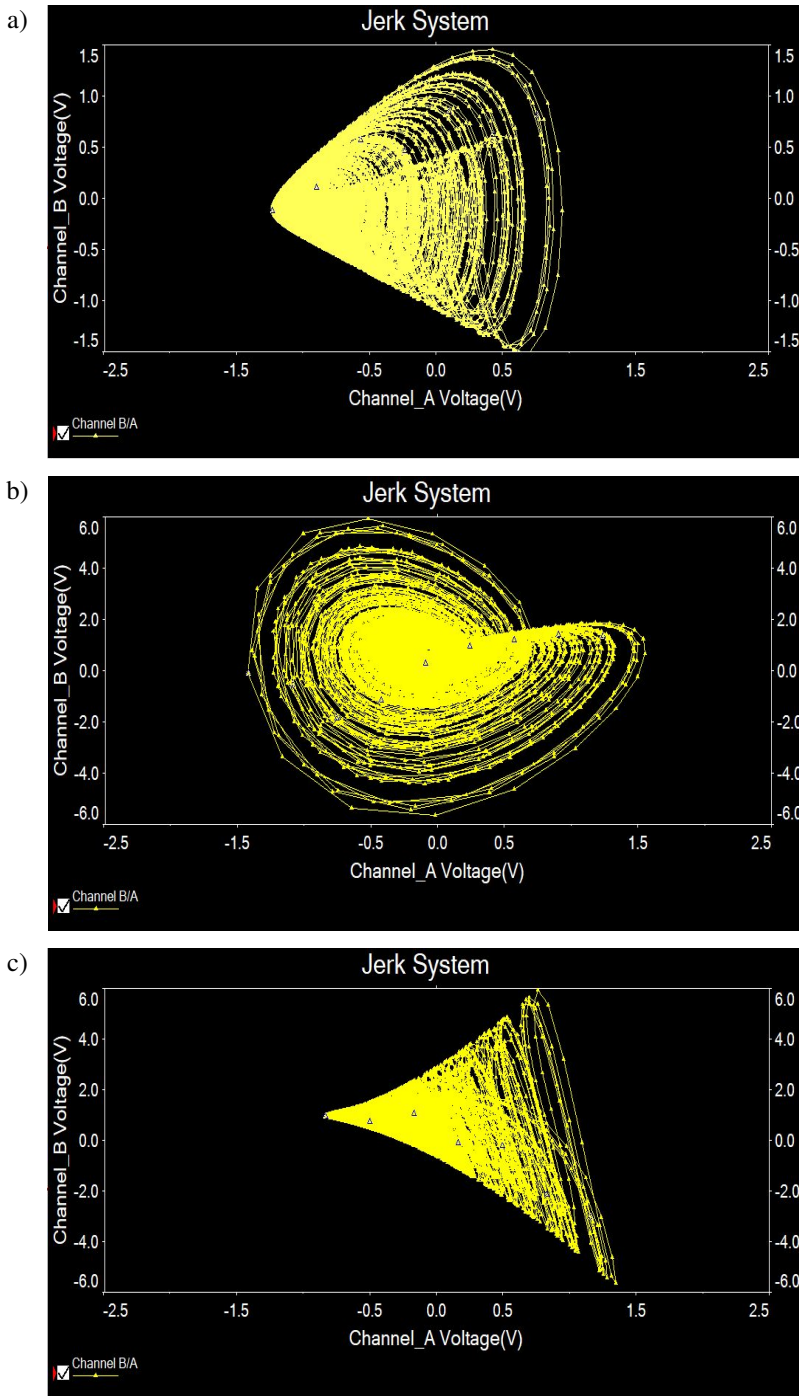 a)
Jerk System
1.5 1.5
1.0 1.0
0.5 0.5
0.0 0.0
-0.5 -0.5
-1.0 -1.0
-1.5 -1.5
Channel_B Voltage(V)
-2.5 -1.5 -0.5 0.0 0.5 1.5 2.5
Channel_A Voltage(V)
Channel B/A
b)
Jerk System
6.0 6.0
4.0 4.0
2.0 2.0
0.0 0.0
-2.0 -2.0
-4.0 -4.0
-6.0 -6.0
Channel_B Voltage(V)
-2.5 -1.5 -0.5 0.0 0.5 1.5 2.5
Channel_A Voltage(V)
Channel B/A
c)
Jerk System
6.0 6.0
4.0 4.0
2.0 2.0
0.0 0.0
-2.0 -2.0
-4.0 -4.0
-6.0 -6.0
Channel_B Voltage(V)
-2.5 -1.5 -0.5 0.0 0.5 1.5 2.5
Channel_A Voltage(V)
Channel B/A